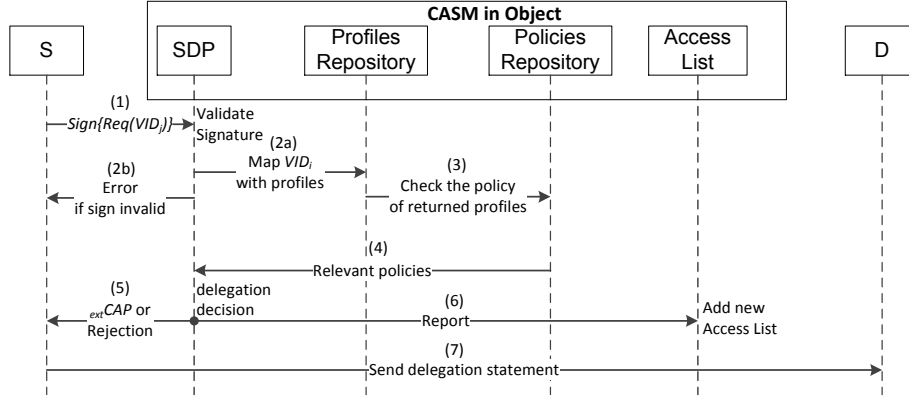 CASM in Object
S
SDP
Profiles
Repository
Policies
Repository
Access
List
D
(1)
Sign{Req(VIDj)}
Validate
Signature
(2a)
Map VIDi
with profiles
(2b)
Error
if sign invalid
(3)
Check the policy
of returned profiles
(4)
Relevant policies
(5)
extCAP or
Rejection
delegation
decision
(6)
Report
Add new
Access List
(7)
Send delegation statement